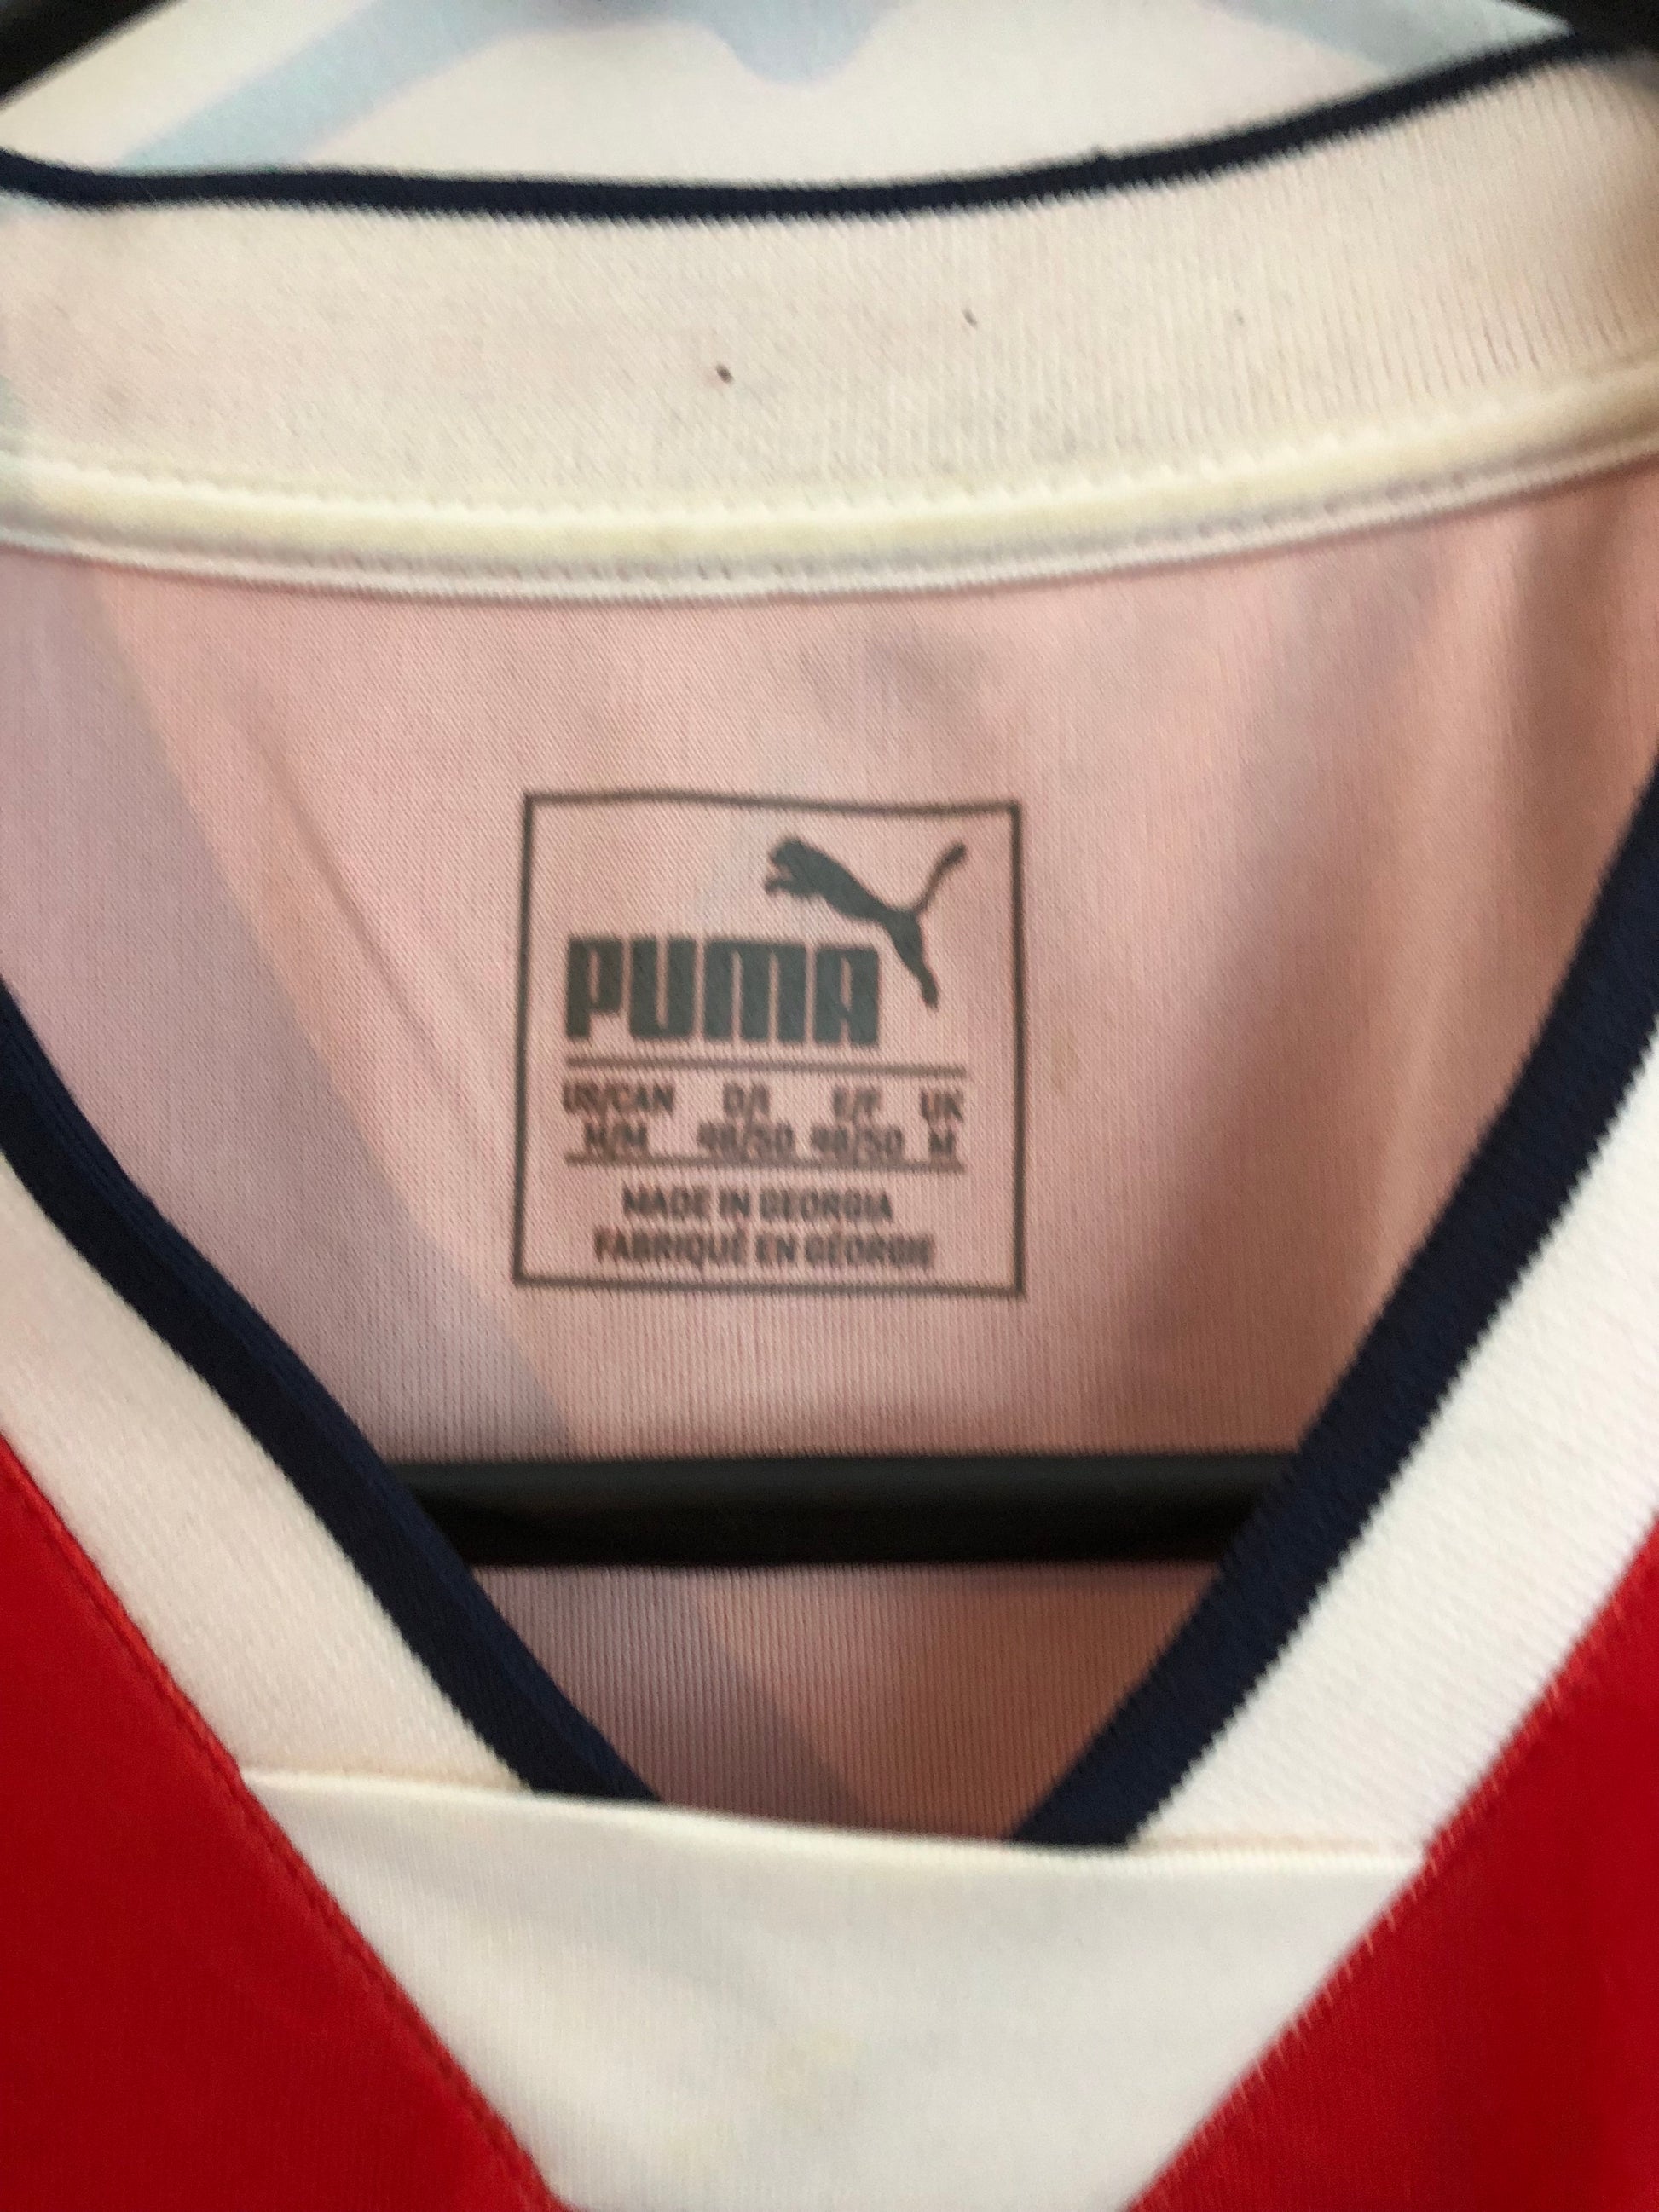 PUMA
US/CAN D/I E/F UK
M/M 48/50 48/50 M
MADE IN GEORGIA
FABRIQUÉ EN GÉORGIE